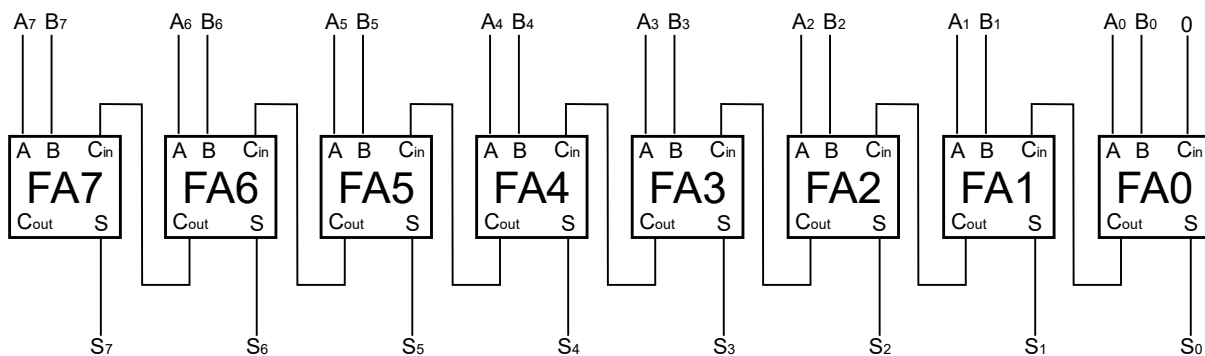 A7 B7 A6 B6 A5 B5 A4 B4 A3 B3 A2 B2 A1 B1 A0 B0 0
A B Cin A B Cin A B Cin A B Cin A B Cin A B Cin A B Cin A B Cin
FA7 FA6 FA5 FA4 FA3 FA2 FA1 FA0
Cout S Cout S Cout S Cout S Cout S Cout S Cout S Cout S
S7 S6 S5 S4 S3 S2 S1 S0